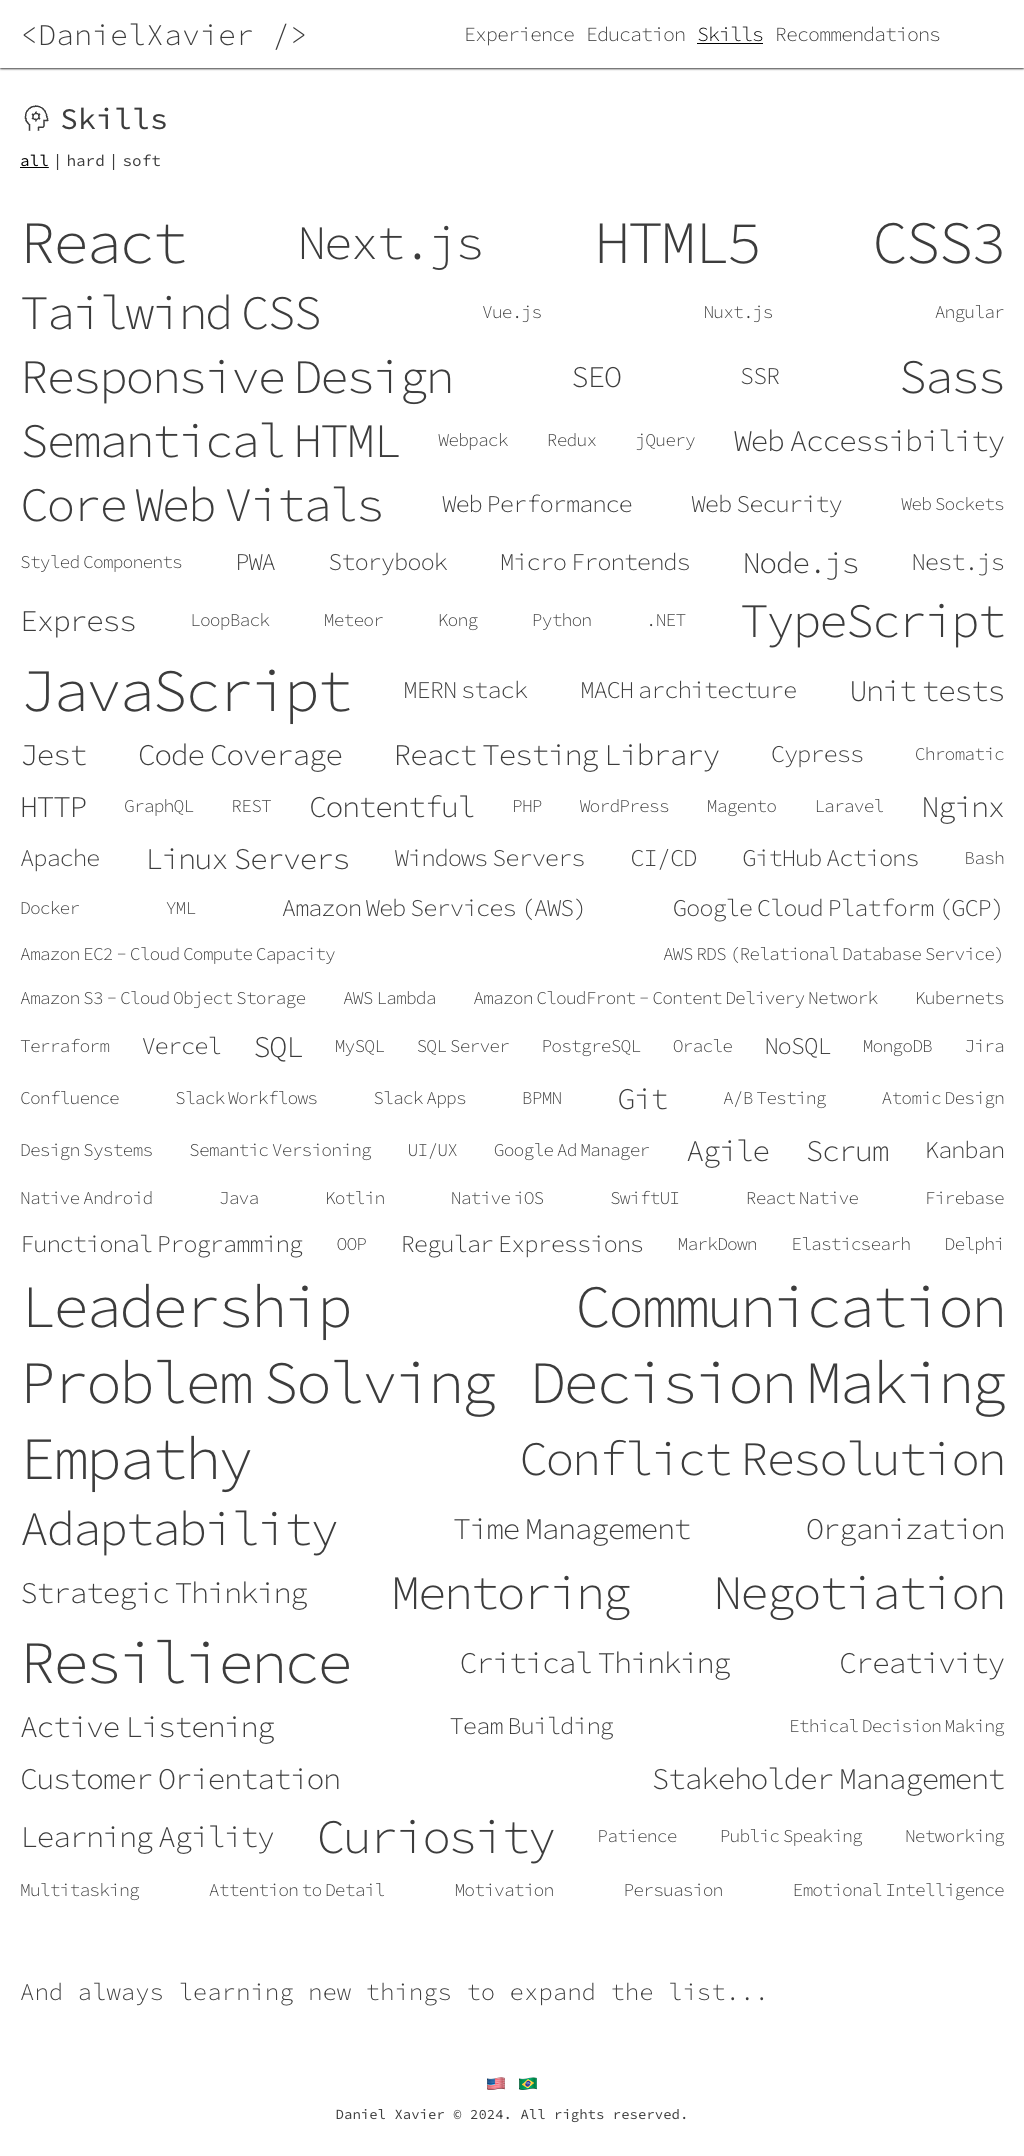 <DanielXavier /> Experience Education Skills Recommendations
Skills
all | hard | soft
React Next.js HTML5 CSS3
Tailwind CSS Vue.js Nuxt.js Angular
Responsive Design SEO SSR Sass
Semantical HTML Webpack Redux jQuery Web Accessibility
Core Web Vitals Web Performance Web Security Web Sockets
Styled Components PWA Storybook Micro Frontends Node.js Nest.js
Express LoopBack Meteor Kong Python .NET TypeScript
JavaScript MERN stack MACH architecture Unit tests
Jest Code Coverage React Testing Library Cypress Chromatic
HTTP GraphQL REST Contentful PHP WordPress Magento Laravel Nginx
Apache Linux Servers Windows Servers CI/CD GitHub Actions Bash
Docker YML Amazon Web Services (AWS) Google Cloud Platform (GCP)
Amazon EC2 - Cloud Compute Capacity AWS RDS (Relational Database Service)
Amazon S3 - Cloud Object Storage AWS Lambda Amazon CloudFront - Content Delivery Network Kubernets
Terraform Vercel SQL MySQL SQL Server PostgreSQL Oracle NoSQL MongoDB Jira
Confluence Slack Workflows Slack Apps BPMN Git A/B Testing Atomic Design
Design Systems Semantic Versioning UI/UX Google Ad Manager Agile Scrum Kanban
Native Android Java Kotlin Native iOS SwiftUI React Native Firebase
Functional Programming OOP Regular Expressions MarkDown Elasticsearh Delphi
Leadership Communication
Problem Solving Decision Making
Empathy Conflict Resolution
Adaptability Time Management Organization
Strategic Thinking Mentoring Negotiation
Resilience Critical Thinking Creativity
Active Listening Team Building Ethical Decision Making
Customer Orientation Stakeholder Management
Learning Agility Curiosity Patience Public Speaking Networking
Multitasking Attention to Detail Motivation Persuasion Emotional Intelligence
And always learning new things to expand the list...
Daniel Xavier © 2024. All rights reserved.